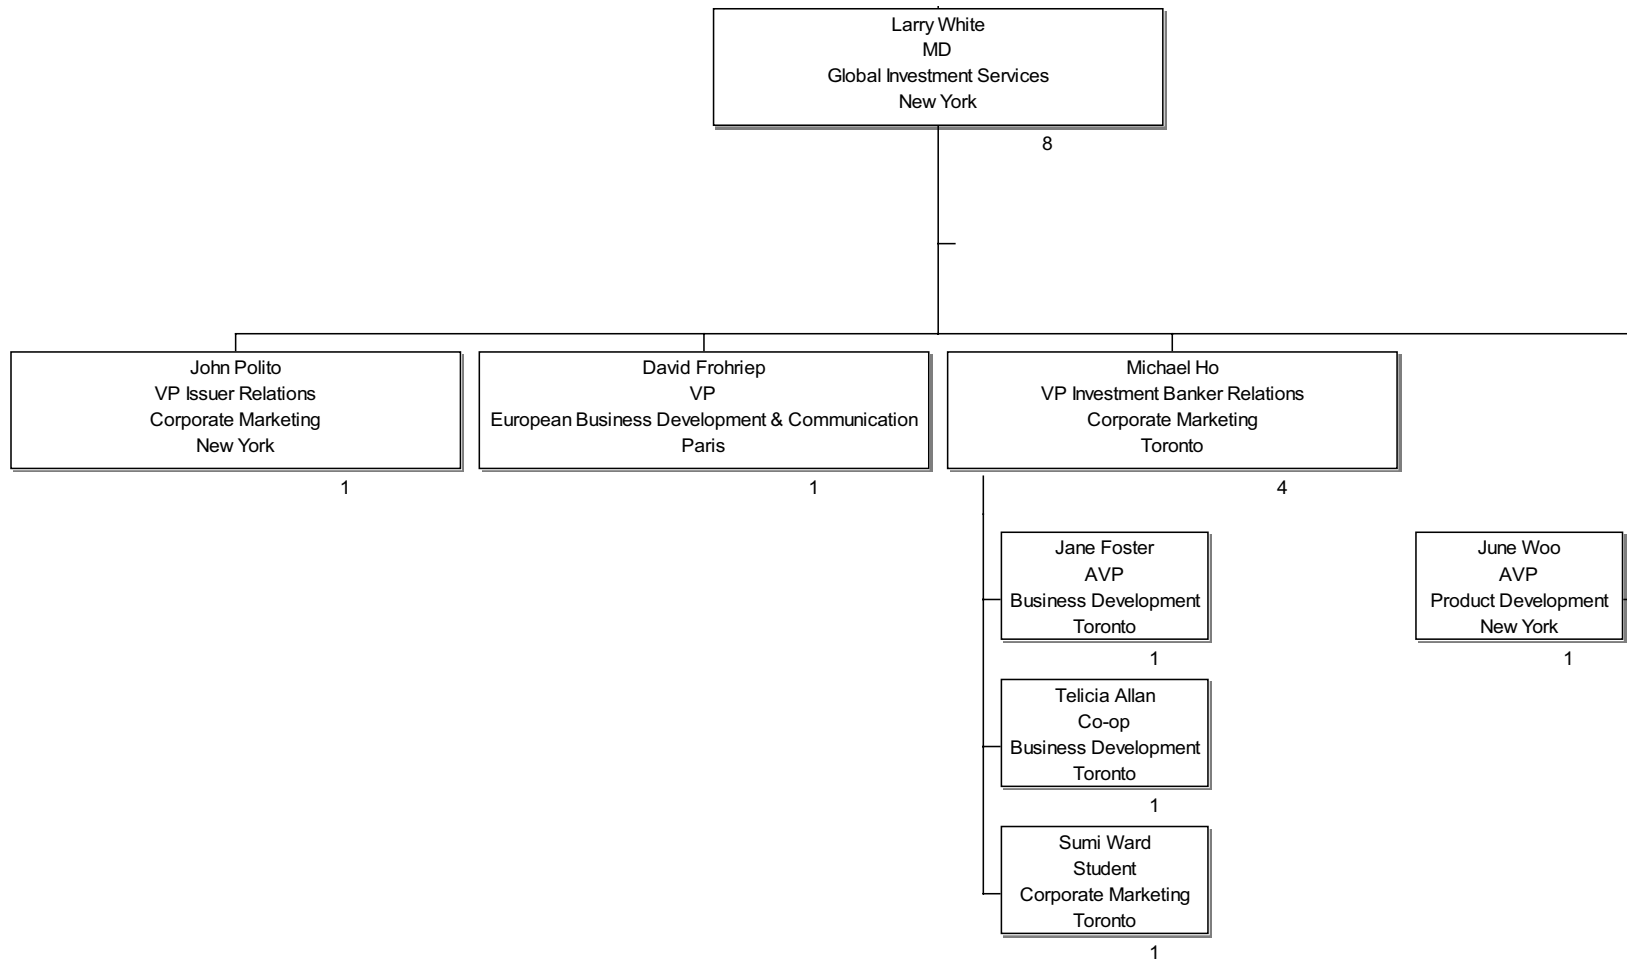 Larry White
MD
Global Investment Services
New York
8
John Polito
VP Issuer Relations
Corporate Marketing
New York
1
David Frohriep
VP
European Business Development & Communication
Paris
1
Michael Ho
VP Investment Banker Relations
Corporate Marketing
Toronto
4
Jane Foster
AVP
Business Development
Toronto
1
Telicia Allan
Co-op
Business Development
Toronto
1
Sumi Ward
Student
Corporate Marketing
Toronto
1
June Woo
AVP
Product Development
New York
1